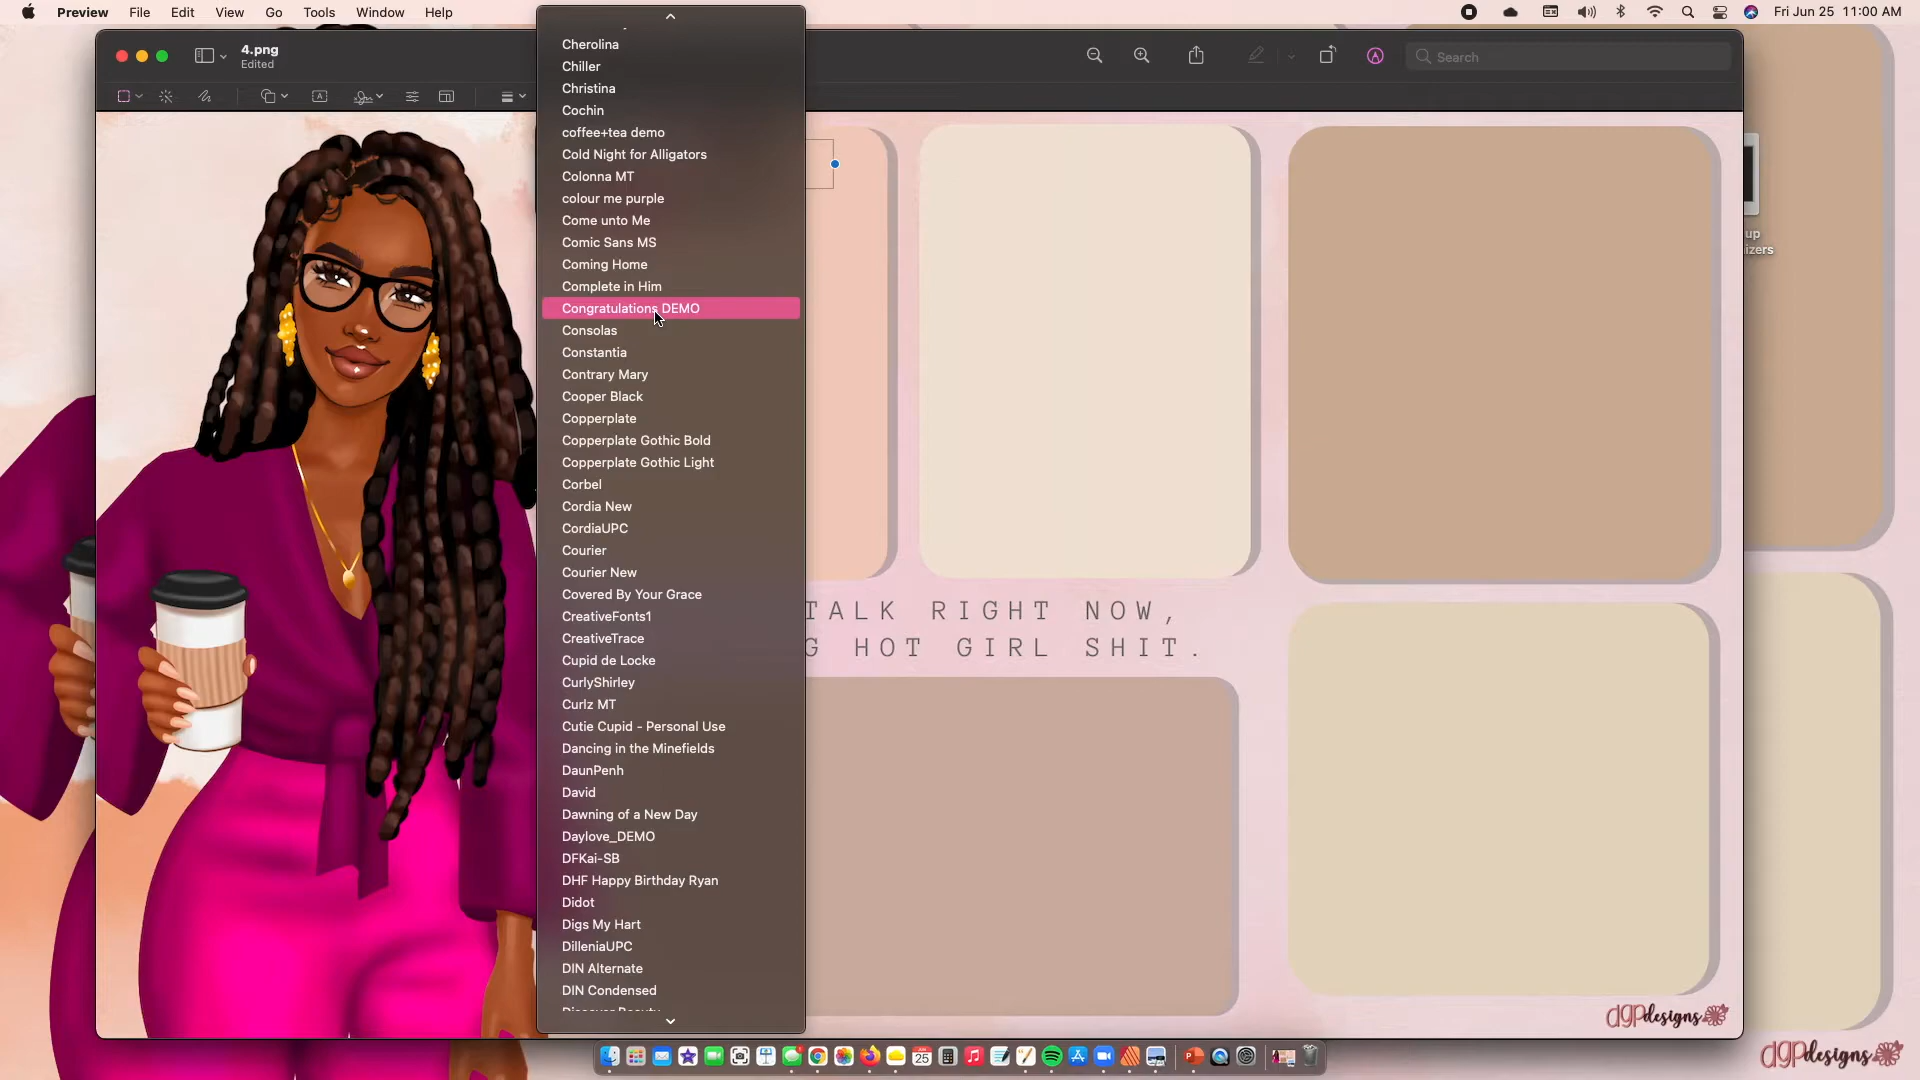 Preview File Edit View Go Tools Window Help
Fri Jun 25 11:00 AM
4.png
Edited
Search
Cherolina
Chiller
Christina
Cochin
coffee+tea demo
Cold Night for Alligators
Colonna MT
colour me purple
Come unto Me
Comic Sans MS
Coming Home
Complete in Him
Congratulations DEMO
Consolas
Constantia
Contrary Mary
Cooper Black
Copperplate
Copperplate Gothic Bold
Copperplate Gothic Light
Corbel
Cordia New
CordiaUPC
Courier
Courier New
Covered By Your Grace
CreativeFonts1
CreativeTrace
Cupid de Locke
CurlyShirley
Curlz MT
Cutie Cupid - Personal Use
Dancing in the Minefields
DaunPenh
David
Dawning of a New Day
Daylove_DEMO
DFKai-SB
DHF Happy Birthday Ryan
Didot
Digs My Hart
DilleniaUPC
DIN Alternate
DIN Condensed
up
izers
TALK RIGHT NOW,
G HOT GIRL SHIT.
dgpdesigns
dgpdesigns
25